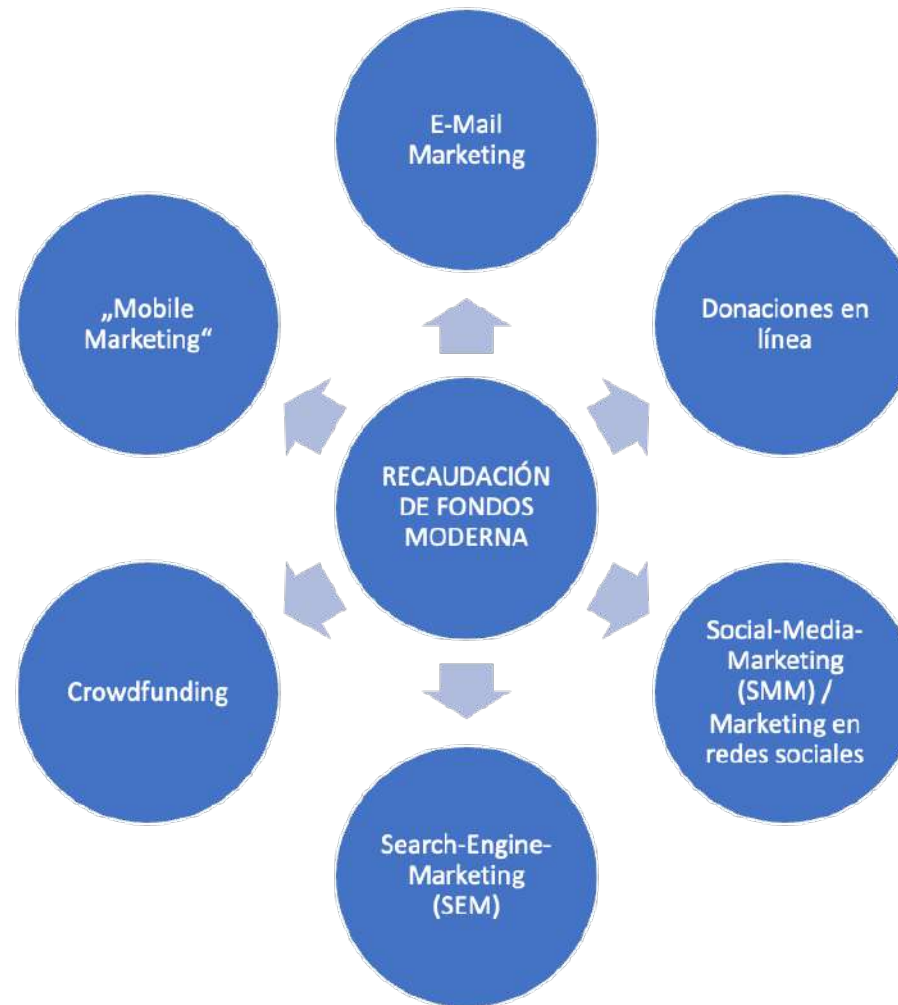 E-Mail
Marketing
„Mobile
Marketing“
Donaciones en
línea
RECAUDACIÓN
DE FONDOS
MODERNA
Crowdfunding
Social-Media-
Marketing
(SMM) /
Marketing en
redes sociales
Search-Engine-
Marketing
(SEM)